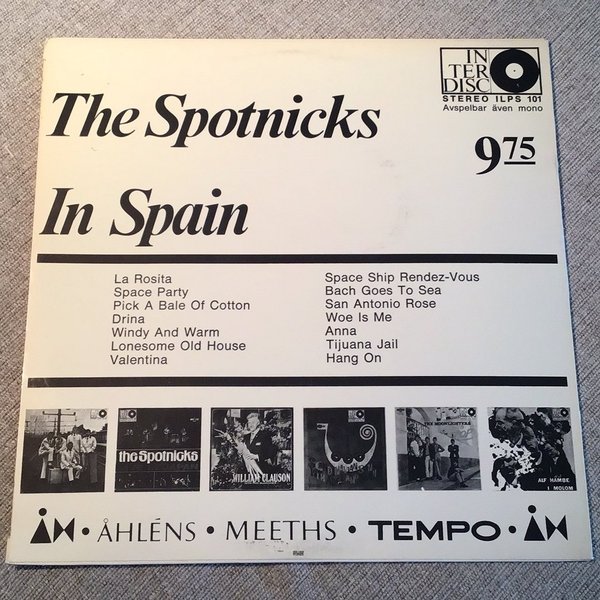 IN
TER
DISC
STEREO ILPS 101
Avspelbar även mono
The Spotnicks
9 75
In Spain
La Rosita
Space Party
Pick A Bale Of Cotton
Drina
Windy And Warm
Lonesome Old House
Valentina
Space Ship Rendez-Vous
Bach Goes To Sea
San Antonio Rose
Woe Is Me
Anna
Tijuana Jail
Hang On
the Spotnicks
WILLIAM CLAUSON
THE MOONLIGHTERS
ALF HAMBE
I MOLOM
ÅH • ÅHLÉNS • MEETHS • TEMPO • ÅH